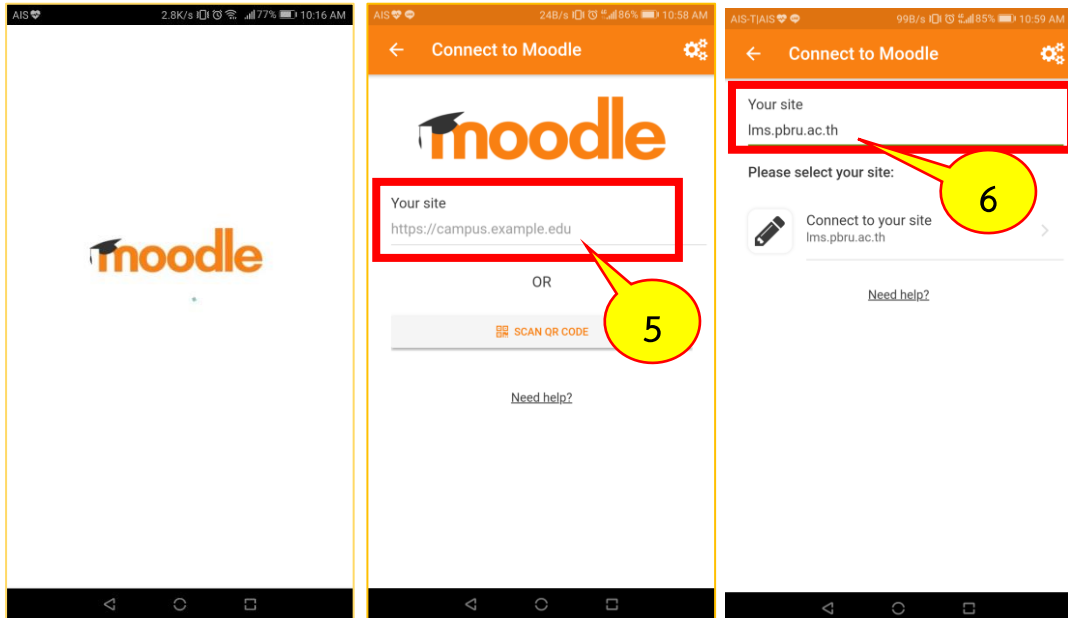 AIS 2.8K/s 77% 10:16 AM
moodle
AIS 24B/s 86% 10:58 AM
Connect to Moodle
moodle
Your site
https://campus.example.edu
5
OR
SCAN QR CODE
Need help?
AIS-T|AIS 99B/s 85% 10:59 AM
Connect to Moodle
Your site
lms.pbru.ac.th
6
Please select your site:
Connect to your site
lms.pbru.ac.th
Need help?